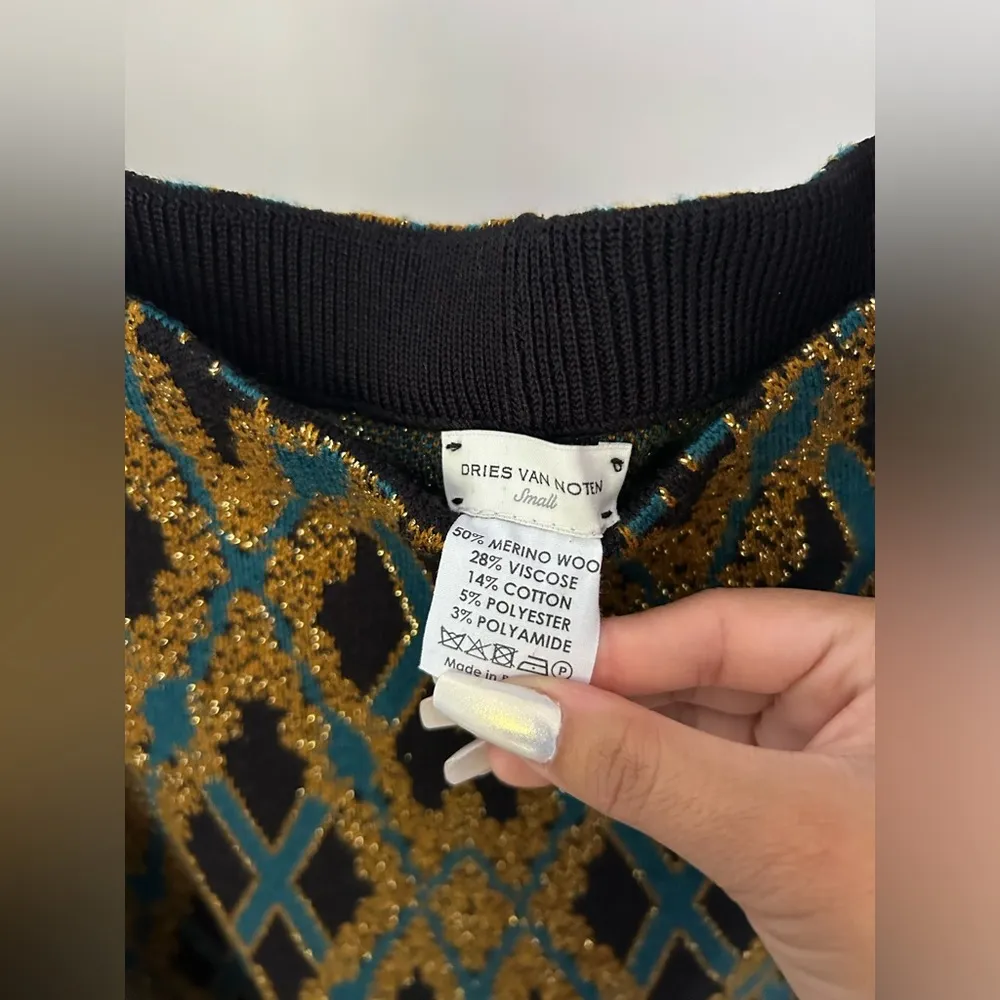 DRIES VAN NOTEN
Small
50% MERINO WOO
28% VISCOSE
14% COTTON
5% POLYESTER
3% POLYAMIDE
P
Made in